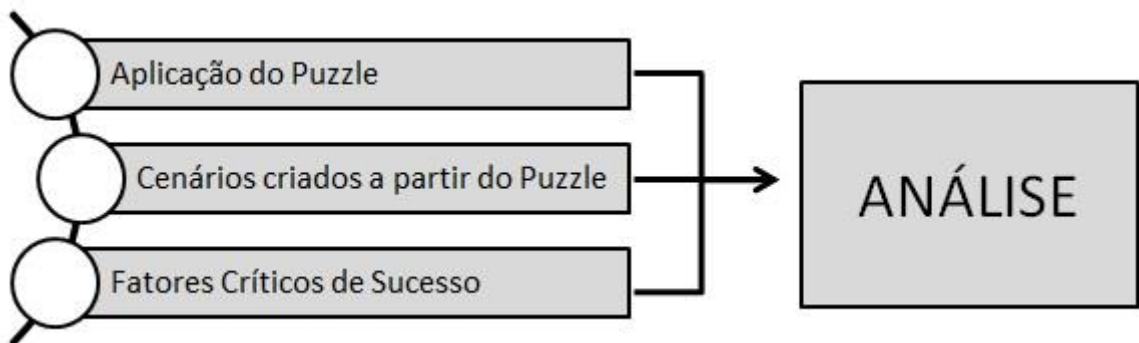 Aplicação do Puzzle
Cenários criados a partir do Puzzle
Fatores Críticos de Sucesso
ANÁLISE